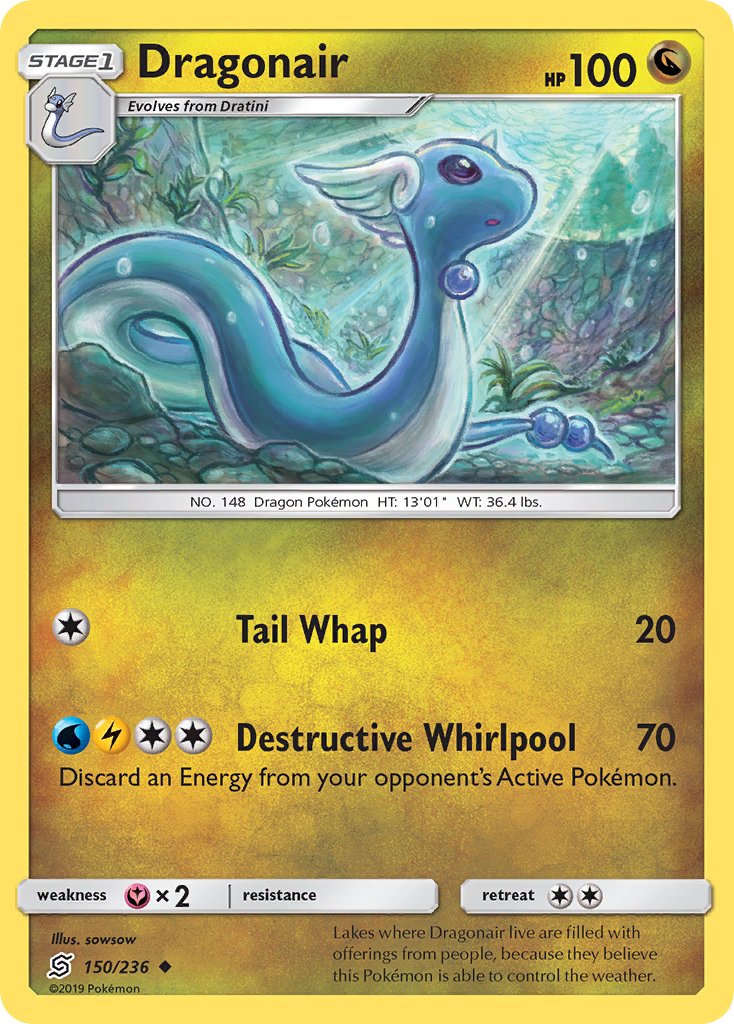 STAGE1
Dragonair
HP100
Evolves from Dratini
NO. 148 Dragon Pokémon HT: 13'01" WT: 36.4 lbs.
Tail Whap 20
Destructive Whirlpool 70
Discard an Energy from your opponent's Active Pokémon.
weakness ×2 resistance retreat
Illus. sowsow
150/236
©2019 Pokémon
Lakes where Dragonair live are filled with
offerings from people, because they believe
this Pokémon is able to control the weather.